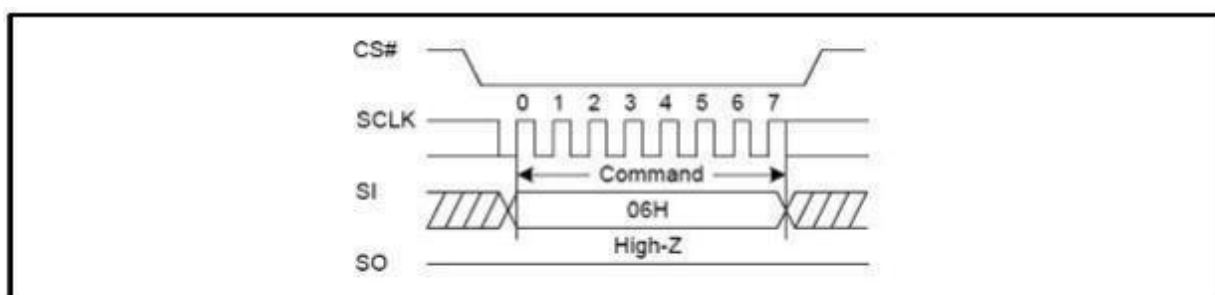 CS#
0 1 2 3 4 5 6 7
SCLK
Command
SI
06H
High-Z
SO